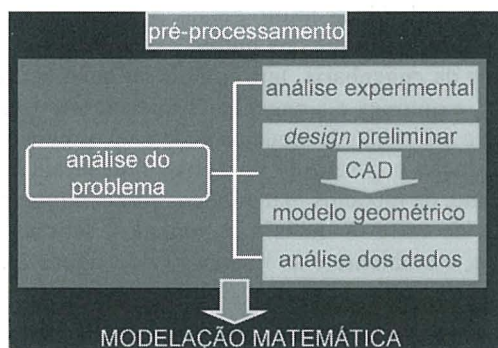 pré-processamento
análise experimental
design preliminar
análise do
problema
CAD
modelo geométrico
análise dos dados
MODELAÇÃO MATEMÁTICA